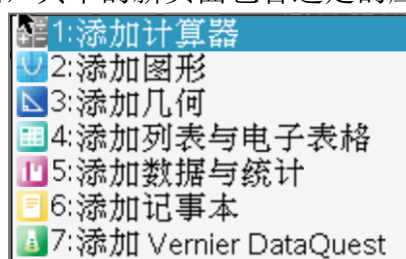 1:添加计算器
2:添加图形
3:添加几何
4:添加列表与电子表格
5:添加数据与统计
6:添加记事本
7:添加 Vernier DataQuest